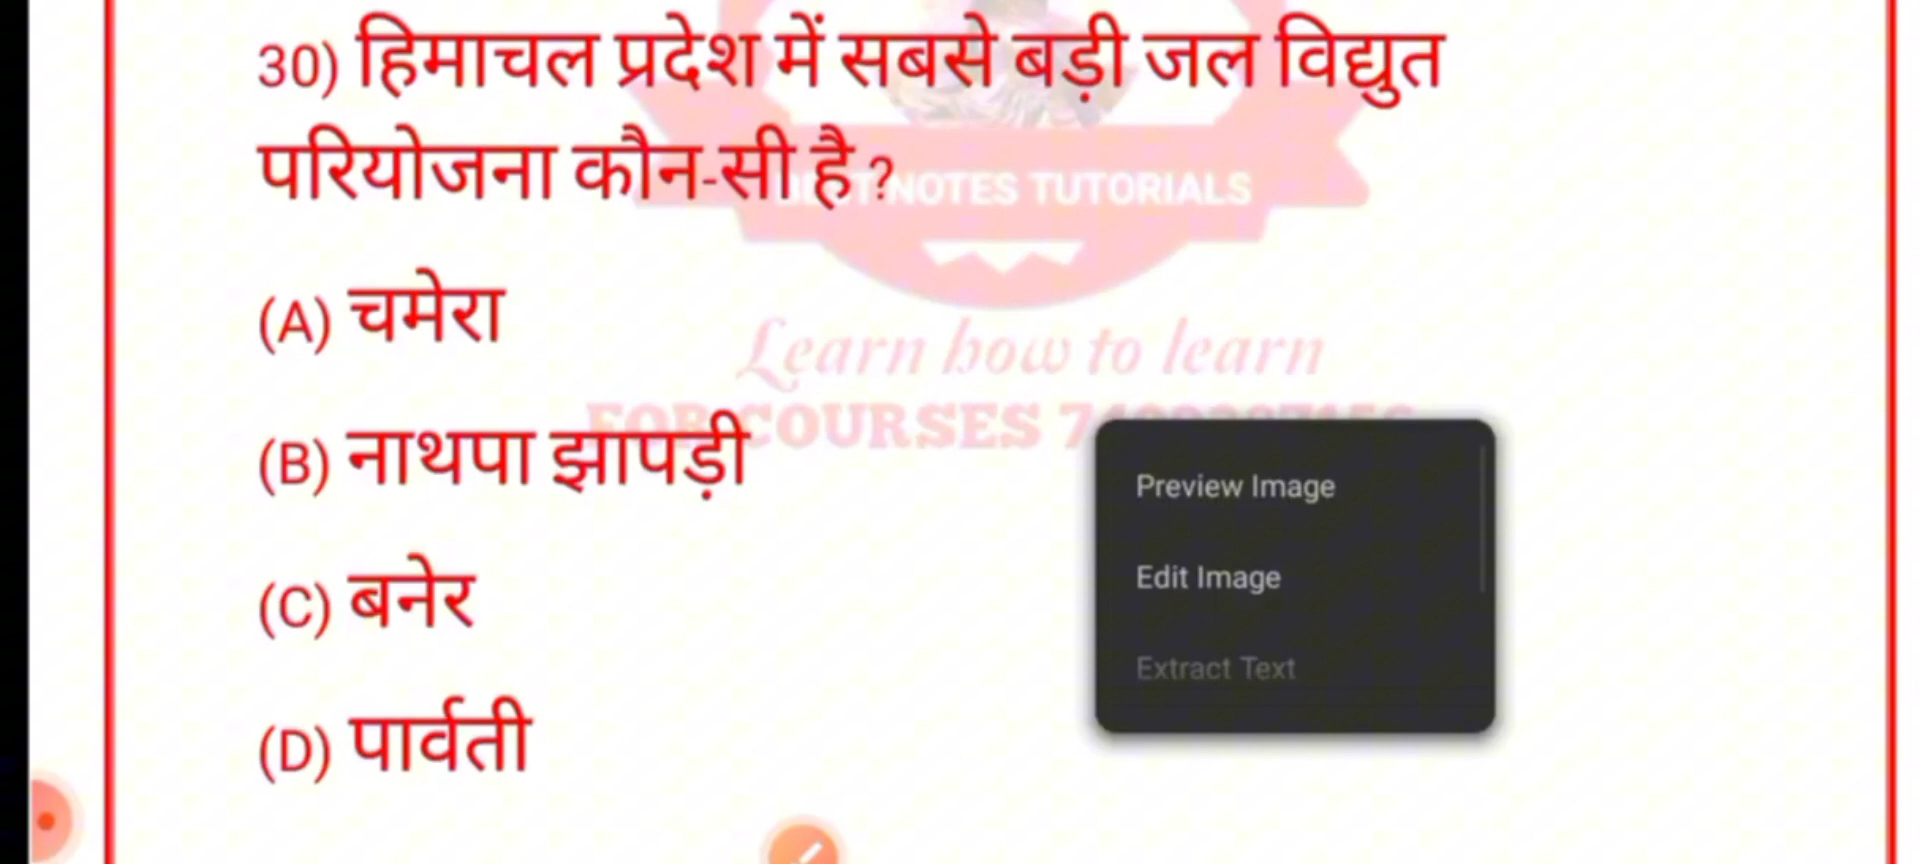 30) हिमाचल प्रदेश में सबसे बड़ी जल विद्युत
परियोजना कौन-सी है ?
NOTES TUTORIALS
(A) चमेरा
Learn how to learn
FOR COURSES
(B) नाथपा झापड़ी
Preview Image
Edit Image
(C) बनेर
Extract Text
(D) पार्वती